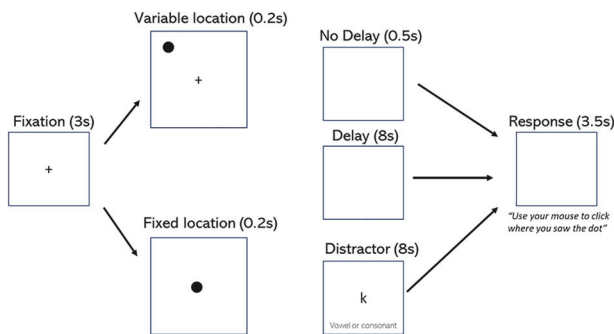 Fixation (3s)
+
Variable location (0.2s)
+
Fixed location (0.2s)
No Delay (0.5s)
Delay (8s)
Distractor (8s)
k
Vowel or consonant
Response (3.5s)
"Use your mouse to click
where you saw the dot"